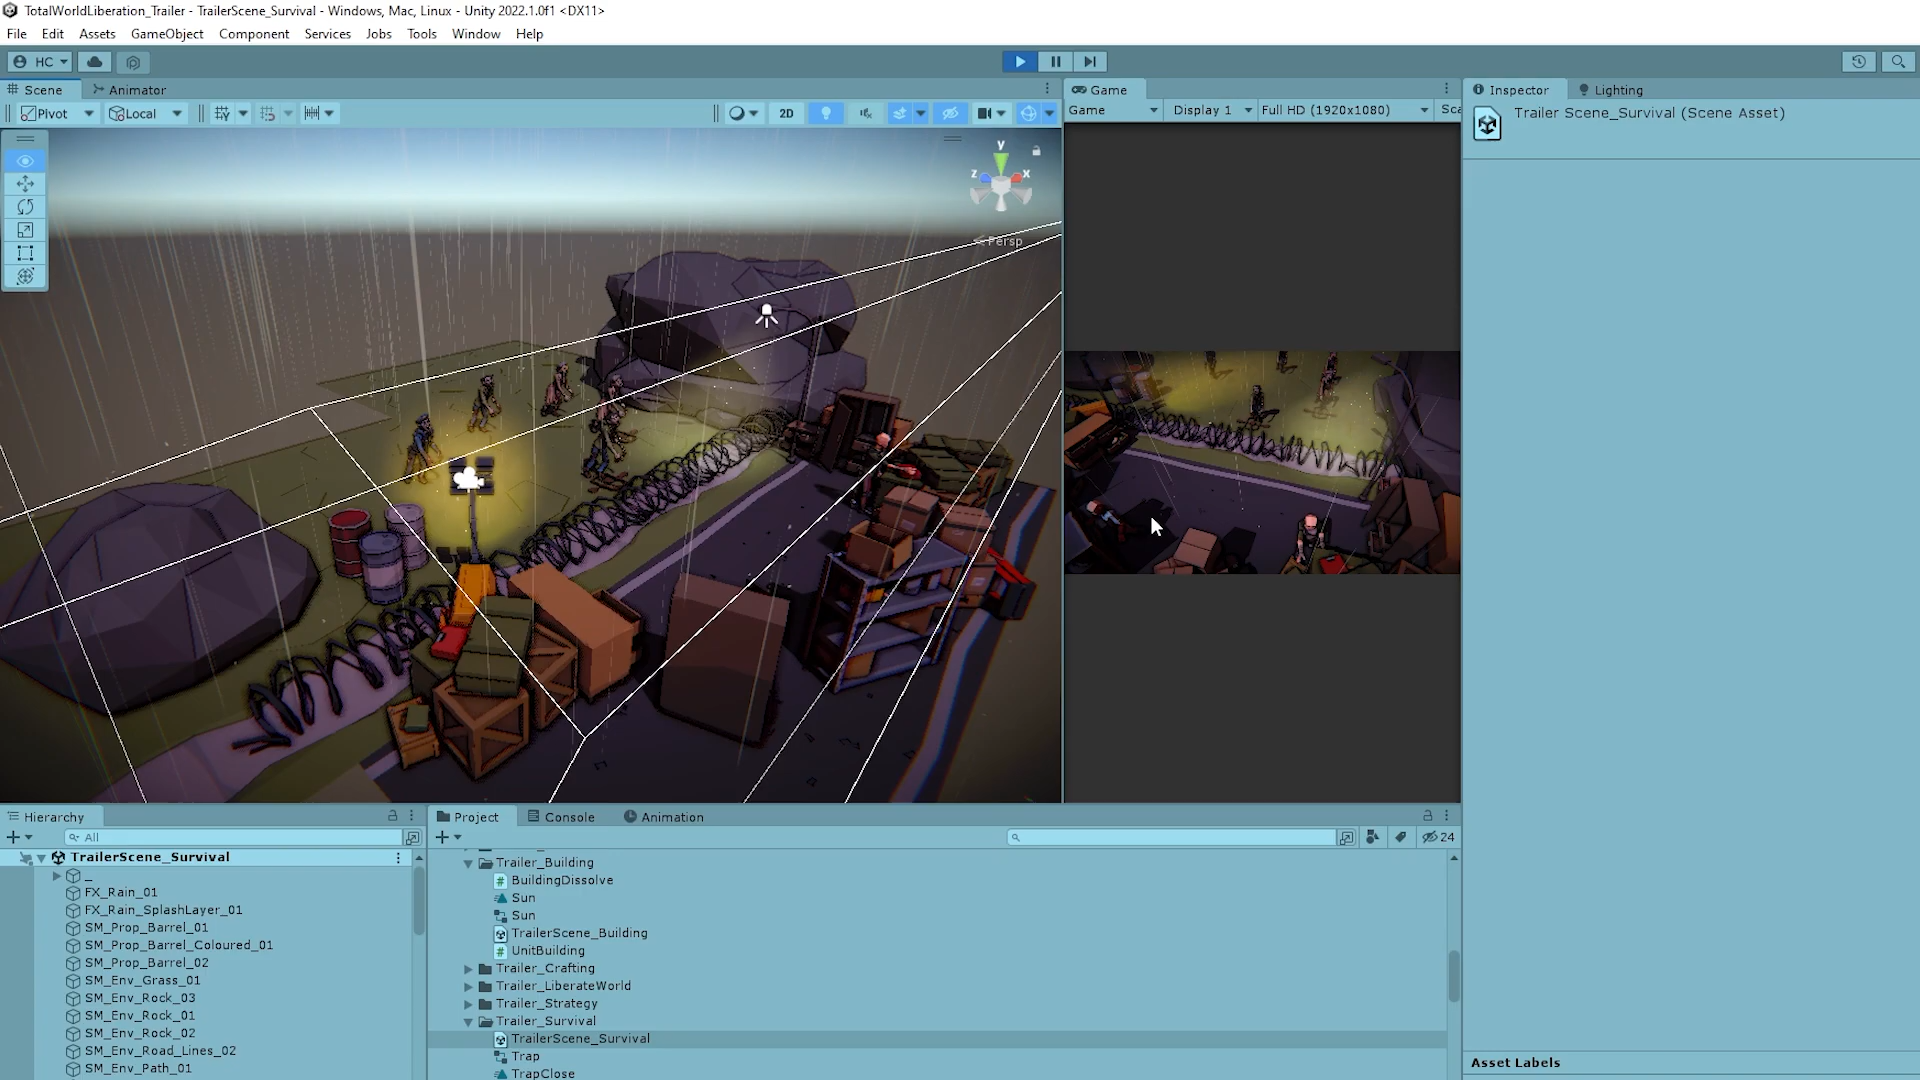 TotalWorldLiberation_Trailer - TrailerScene_Survival - Windows, Mac, Linux - Unity 2022.1.0f1 <DX11>
File Edit Assets GameObject Component Services Jobs Tools Window Help
HC
Scene Animator
Game
Inspector Lighting
Pivot Local 2D
Game Display 1 Full HD (1920x1080) Sca
Trailer Scene_Survival (Scene Asset)
y
z x
Persp
Hierarchy
Project Console Animation
All
24
TrailerScene_Survival
_
FX_Rain_01
FX_Rain_SplashLayer_01
SM_Prop_Barrel_01
SM_Prop_Barrel_Coloured_01
SM_Prop_Barrel_02
SM_Env_Grass_01
SM_Env_Rock_03
SM_Env_Rock_01
SM_Env_Rock_02
SM_Env_Road_Lines_02
SM_Env_Path_01
Trailer_Building
BuildingDissolve
Sun
Sun
TrailerScene_Building
UnitBuilding
Trailer_Crafting
Trailer_LiberateWorld
Trailer_Strategy
Trailer_Survival
TrailerScene_Survival
Trap
TrapClose
Asset Labels